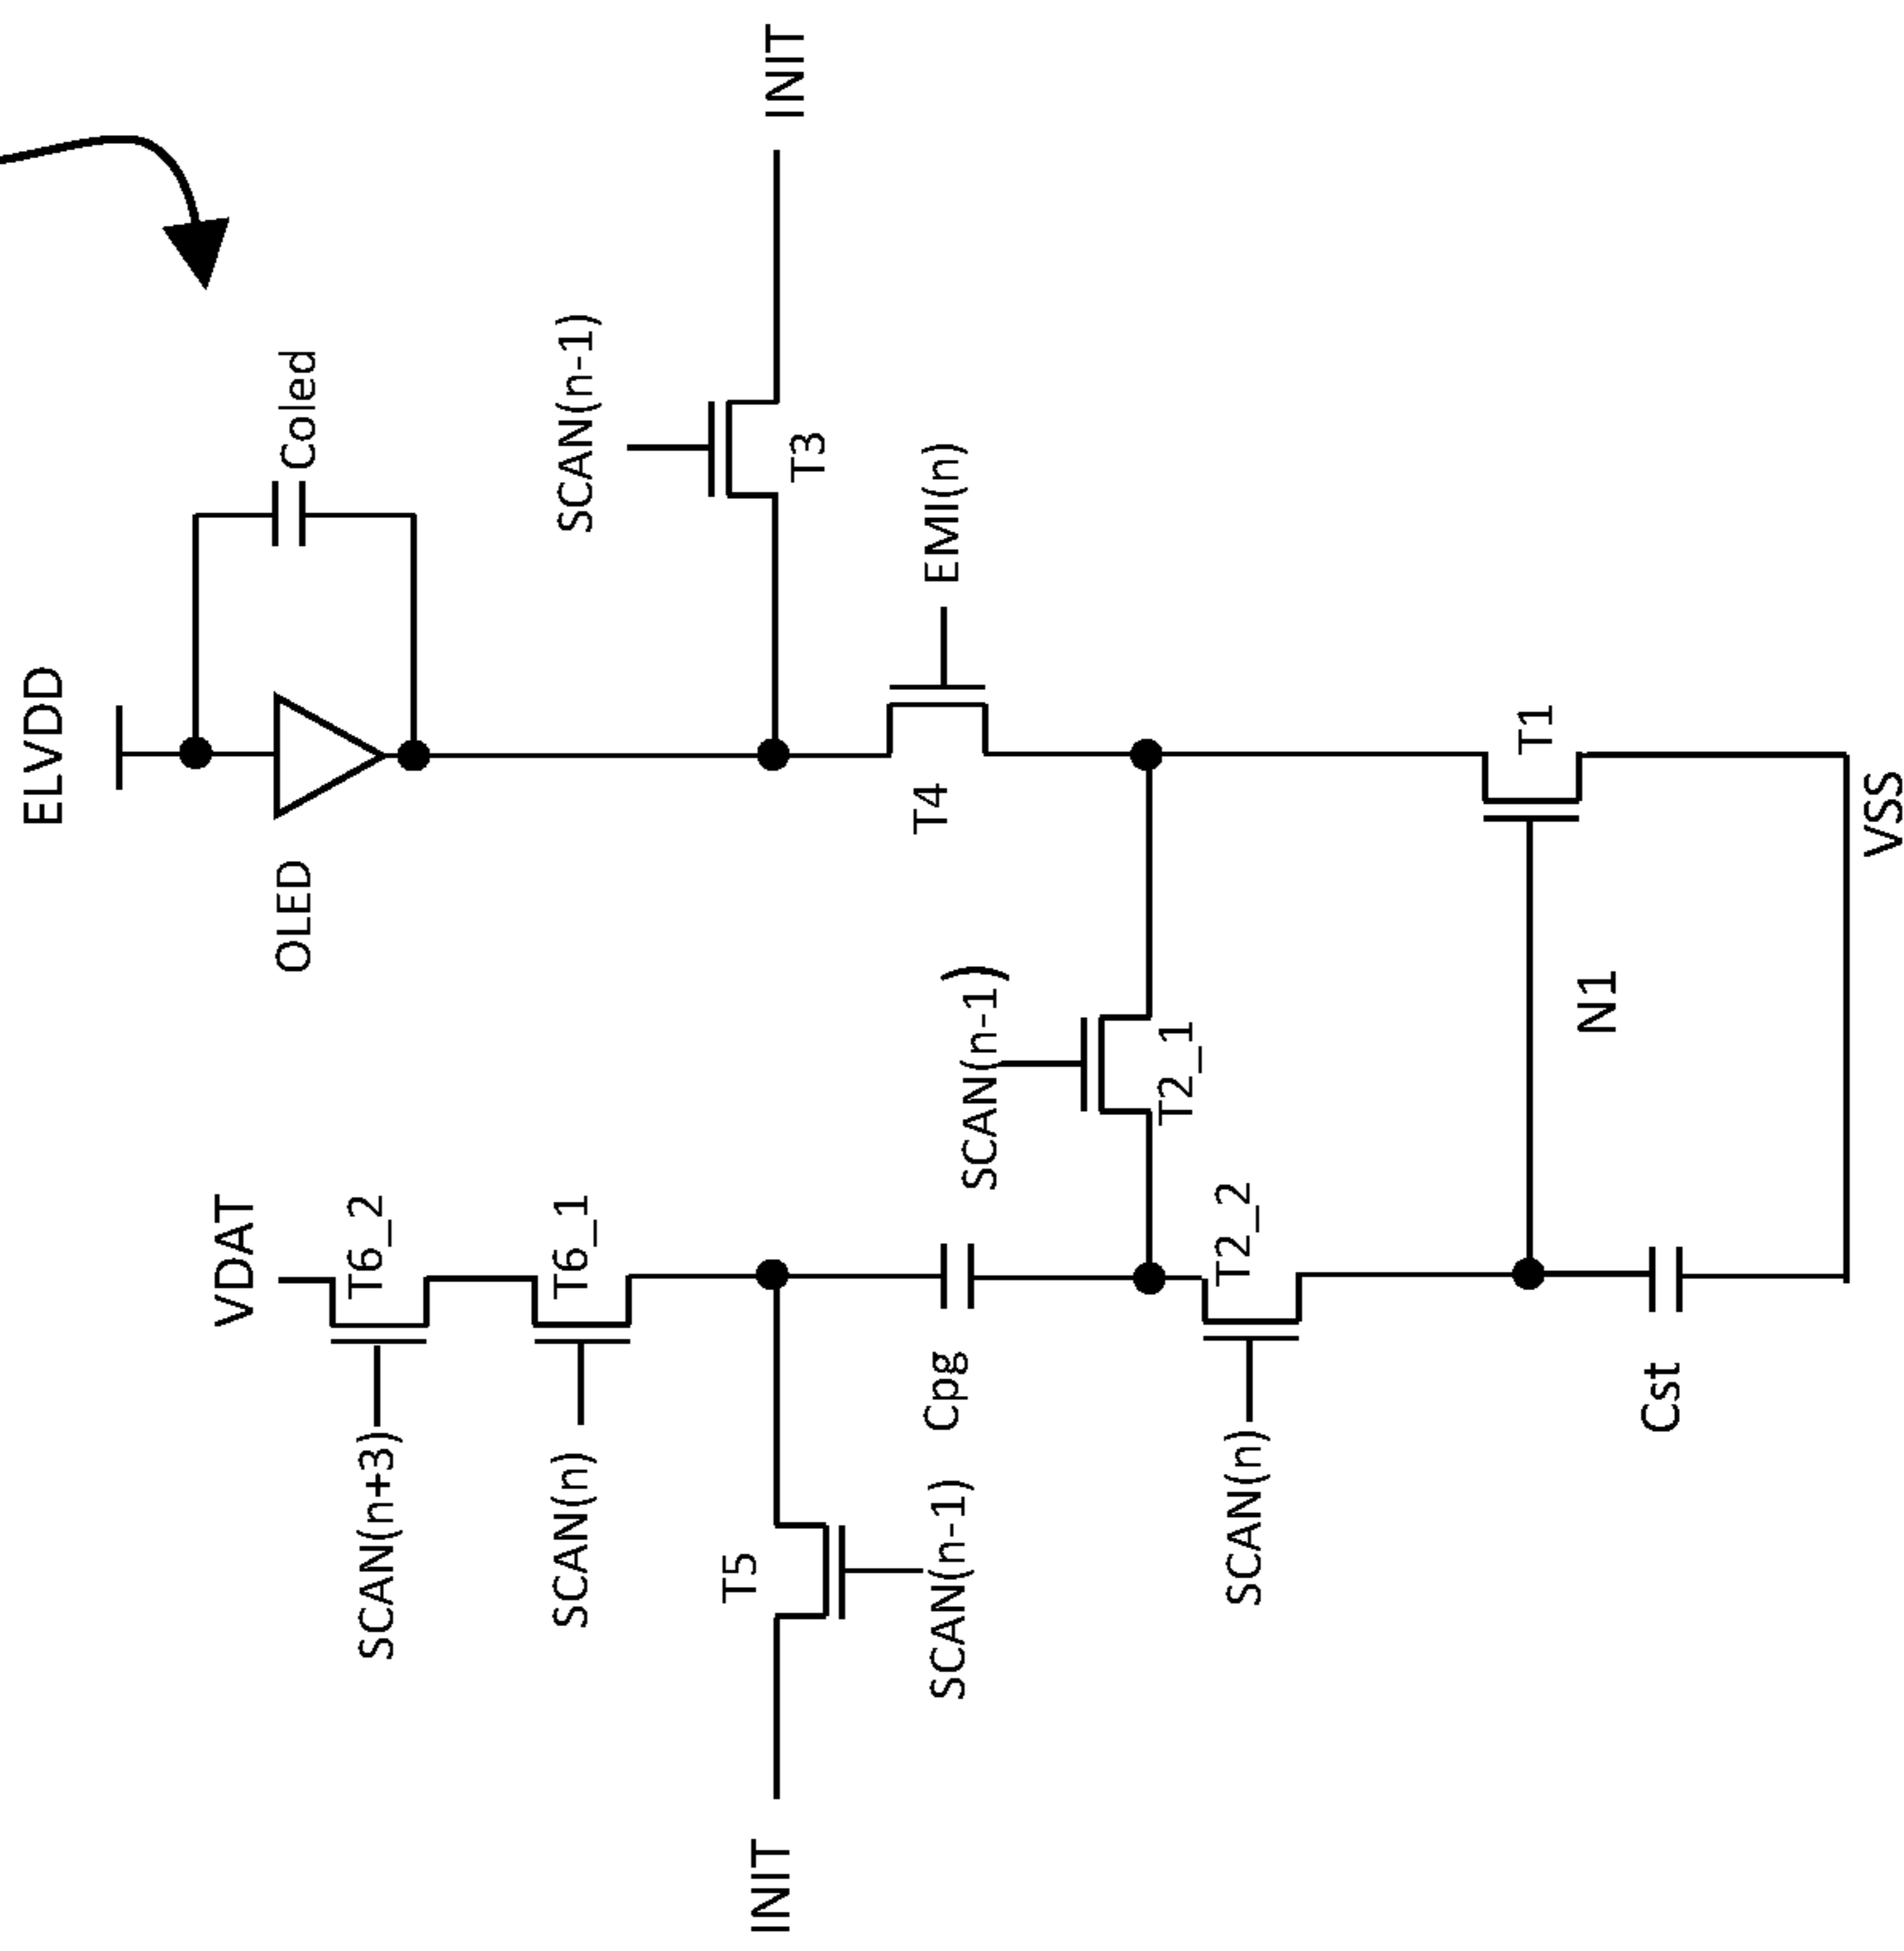 ELVDD
OLED
Coled
INIT
SCAN(n-1)
T3
EMI(n)
T4
VDAT
T6_2
SCAN(n+3)
T6_1
SCAN(n)
T5
INIT
SCAN(n-1)
Cpg
SCAN(n-1)
T2_1
T2_2
SCAN(n)
T1
N1
Cst
VSS